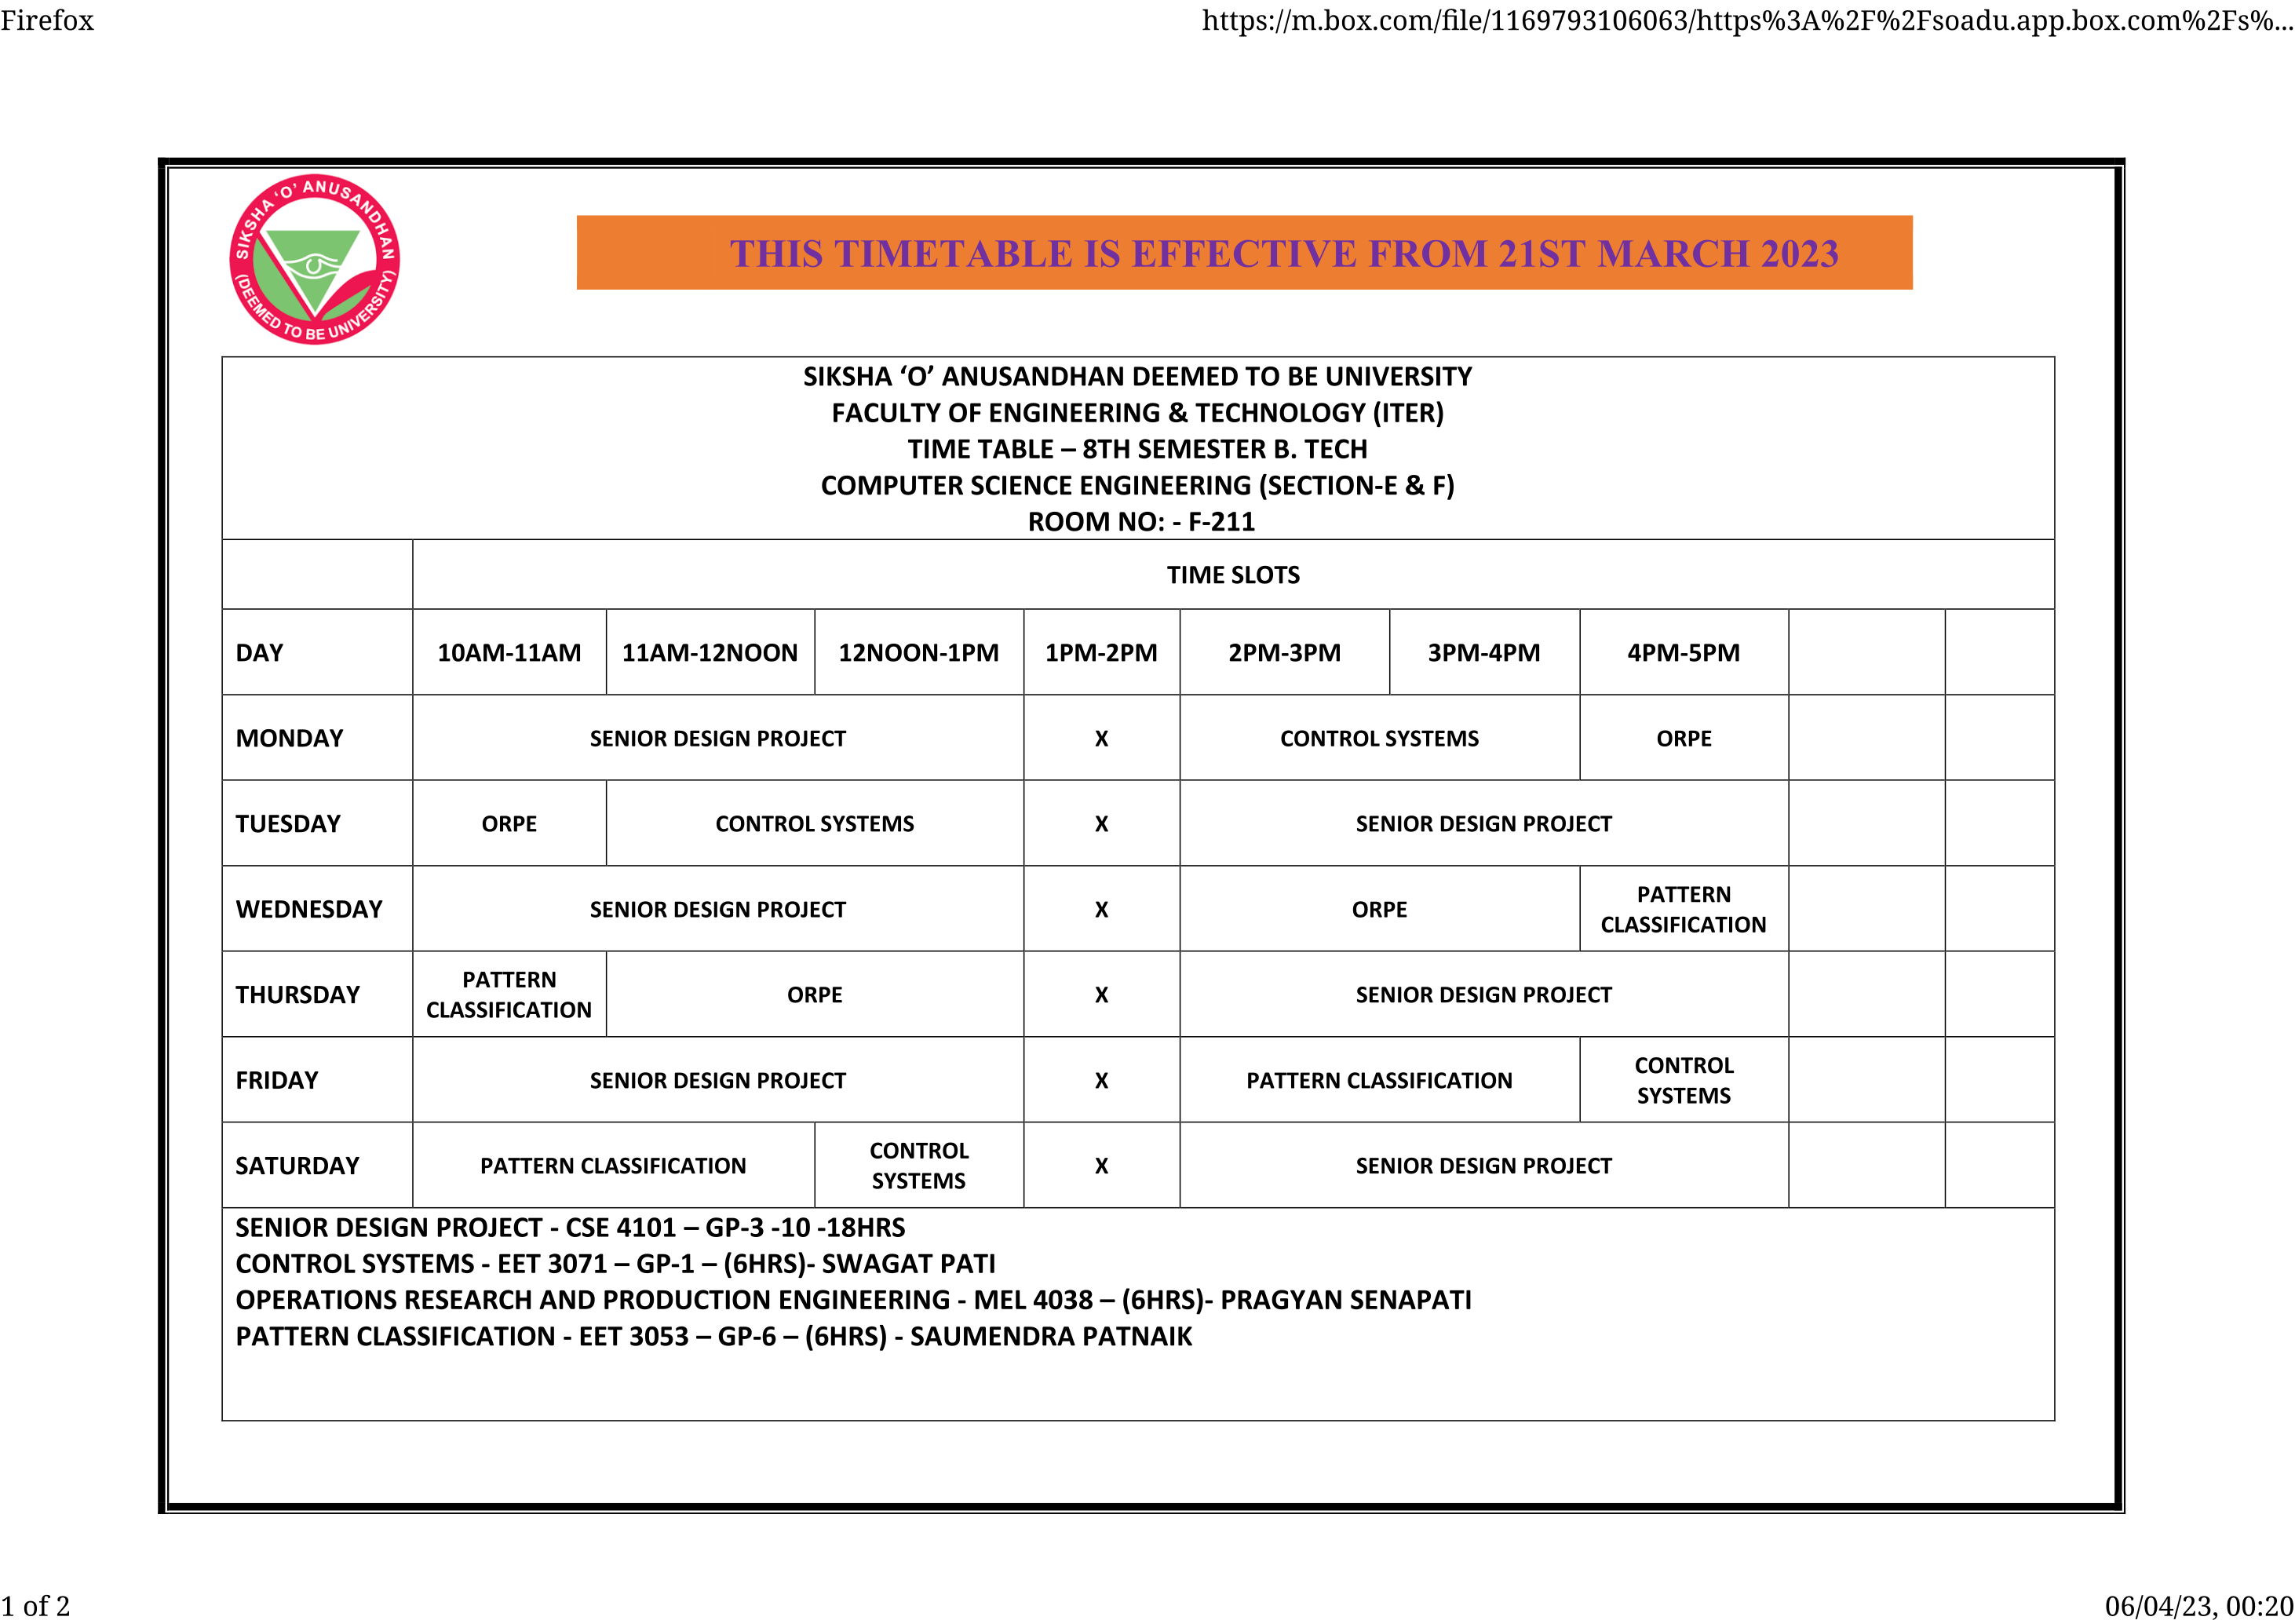 Firefox
https://m.box.com/file/1169793106063/https%3A%2F%2Fsoadu.app.box.com%2Fs%...
SIKSHA ‘O’ ANUSANDHAN
(DEEMED TO BE UNIVERSITY)
THIS TIMETABLE IS EFFECTIVE FROM 21ST MARCH 2023
SIKSHA ‘O’ ANUSANDHAN DEEMED TO BE UNIVERSITY
FACULTY OF ENGINEERING & TECHNOLOGY (ITER)
TIME TABLE – 8TH SEMESTER B. TECH
COMPUTER SCIENCE ENGINEERING (SECTION-E & F)
ROOM NO: - F-211
TIME SLOTS
DAY 10AM-11AM 11AM-12NOON 12NOON-1PM 1PM-2PM 2PM-3PM 3PM-4PM 4PM-5PM
MONDAY SENIOR DESIGN PROJECT X CONTROL SYSTEMS ORPE
TUESDAY ORPE CONTROL SYSTEMS X SENIOR DESIGN PROJECT
WEDNESDAY SENIOR DESIGN PROJECT X ORPE PATTERN
CLASSIFICATION
THURSDAY PATTERN
CLASSIFICATION ORPE X SENIOR DESIGN PROJECT
FRIDAY SENIOR DESIGN PROJECT X PATTERN CLASSIFICATION CONTROL
SYSTEMS
SATURDAY PATTERN CLASSIFICATION CONTROL
SYSTEMS X SENIOR DESIGN PROJECT
SENIOR DESIGN PROJECT - CSE 4101 – GP-3 -10 -18HRS
CONTROL SYSTEMS - EET 3071 – GP-1 – (6HRS)- SWAGAT PATI
OPERATIONS RESEARCH AND PRODUCTION ENGINEERING - MEL 4038 – (6HRS)- PRAGYAN SENAPATI
PATTERN CLASSIFICATION - EET 3053 – GP-6 – (6HRS) - SAUMENDRA PATNAIK
1 of 2
06/04/23, 00:20